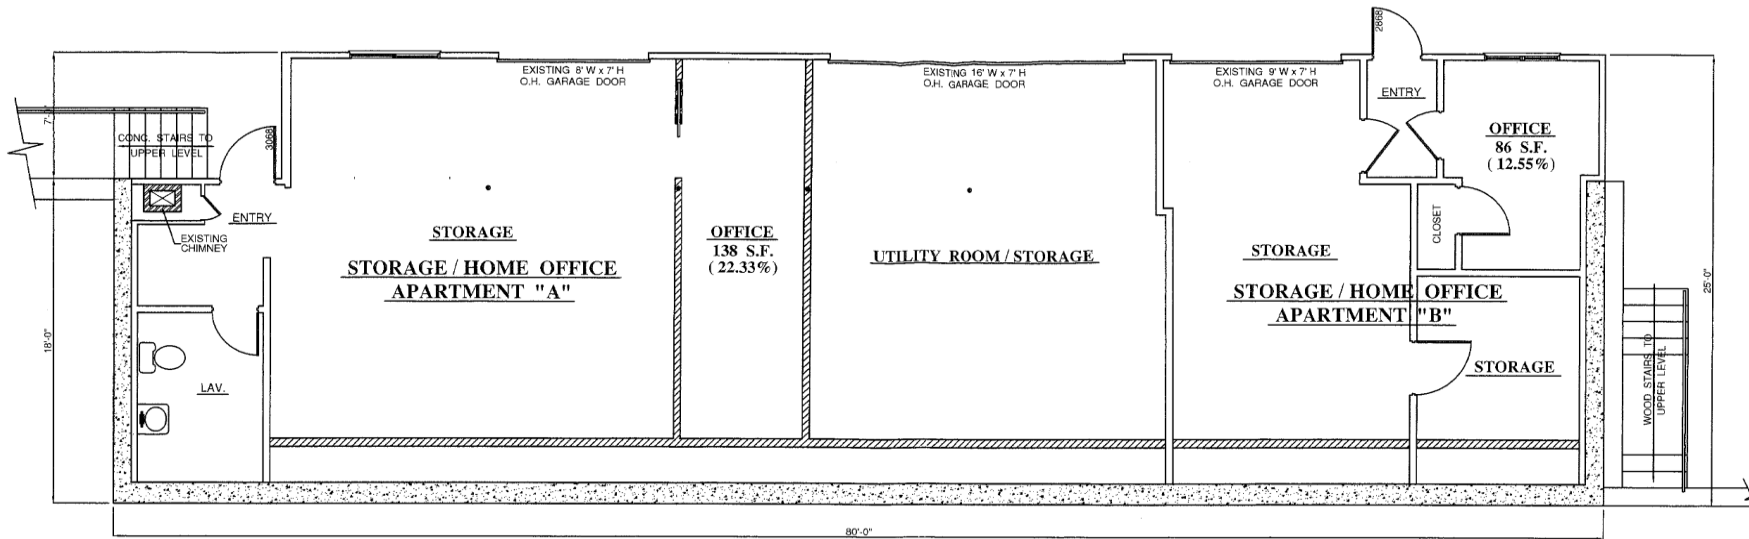 EXISTING 8' W x 7' H
O.H. GARAGE DOOR
EXISTING 16' W x 7' H
O.H. GARAGE DOOR
EXISTING 9' W x 7' H
O.H. GARAGE DOOR
2868
ENTRY
OFFICE
86 S.F.
(12.55%)
7'-
CONC. STAIRS TO
UPPER LEVEL
3068
ENTRY
EXISTING
CHIMNEY
STORAGE
STORAGE / HOME OFFICE
APARTMENT "A"
OFFICE
138 S.F.
(22.33%)
UTILITY ROOM / STORAGE
STORAGE
CLOSET
STORAGE / HOME OFFICE
APARTMENT "B"
STORAGE
LAV.
18'-0"
25'-0"
WOOD STAIRS TO
UPPER LEVEL
80'-0"